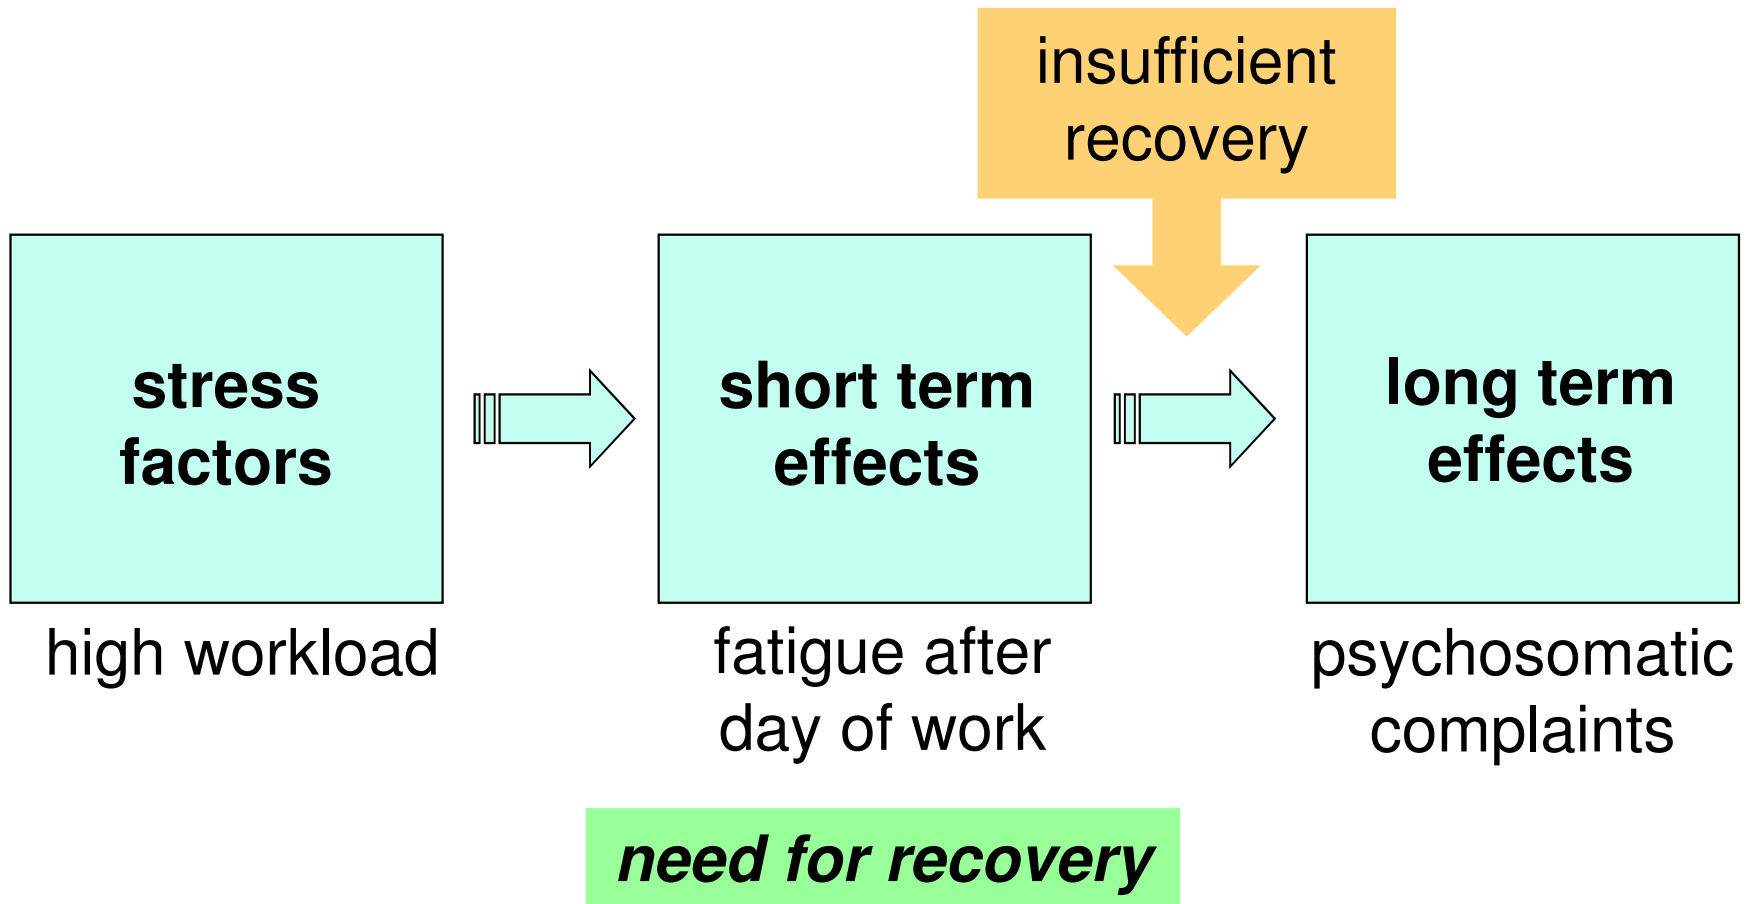 insufficient
recovery
stress
factors
short term
effects
long term
effects
high workload
fatigue after
day of work
psychosomatic
complaints
need for recovery